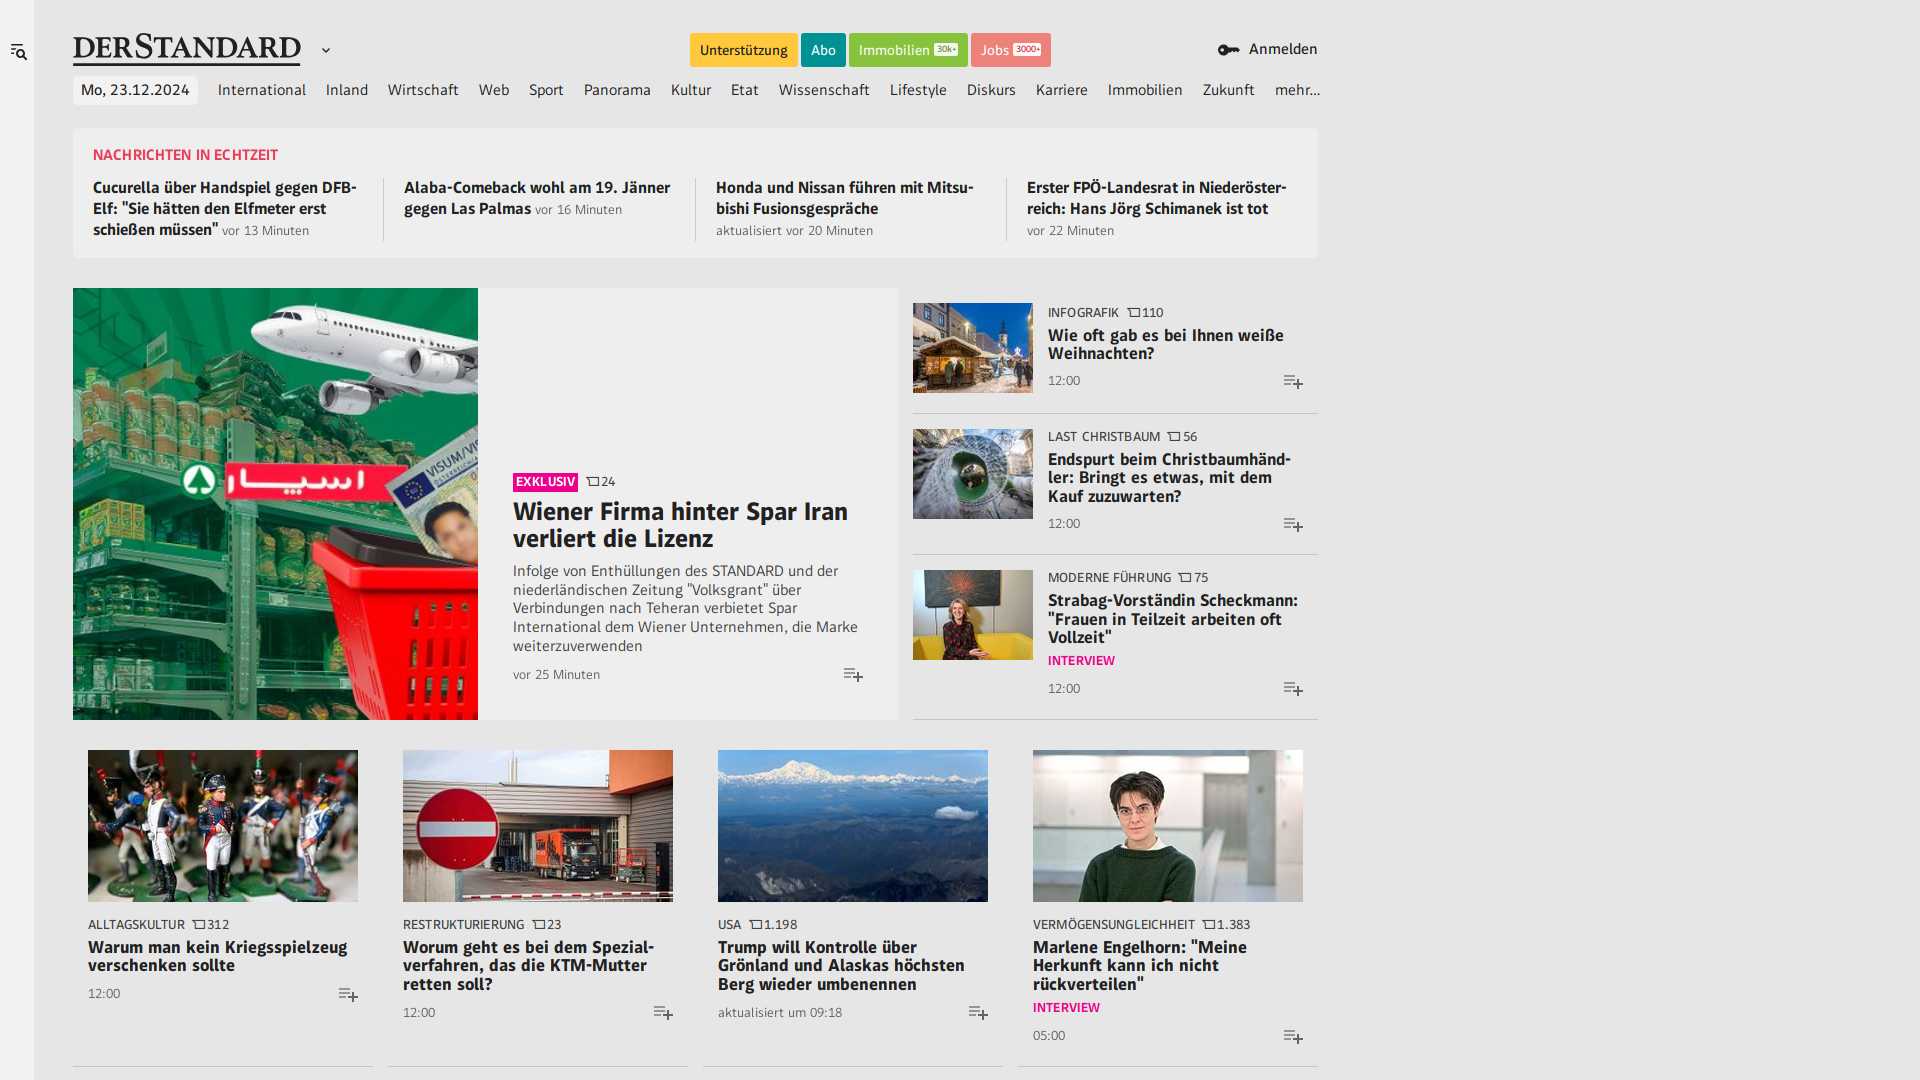 DERSTANDARD
Unterstützung
Abo
Immobilien 30k+
Jobs 3000+
Anmelden
Mo, 23.12.2024
International
Inland
Wirtschaft
Web
Sport
Panorama
Kultur
Etat
Wissenschaft
Lifestyle
Diskurs
Karriere
Immobilien
Zukunft
mehr...
NACHRICHTEN IN ECHTZEIT
Cucurella über Handspiel gegen DFB-
Elf: "Sie hätten den Elfmeter erst
schießen müssen" vor 13 Minuten
Alaba-Comeback wohl am 19. Jänner
gegen Las Palmas vor 16 Minuten
Honda und Nissan führen mit Mitsu-
bishi Fusionsgespräche
aktualisiert vor 20 Minuten
Erster FPÖ-Landesrat in Niederöster-
reich: Hans Jörg Schimanek ist tot
vor 22 Minuten
اسپار
VISUM/VIS
EXKLUSIV 24
Wiener Firma hinter Spar Iran
verliert die Lizenz
Infolge von Enthüllungen des STANDARD und der
niederländischen Zeitung "Volksgrant" über
Verbindungen nach Teheran verbietet Spar
International dem Wiener Unternehmen, die Marke
weiterzuverwenden
vor 25 Minuten
INFOGRAFIK 110
Wie oft gab es bei Ihnen weiße
Weihnachten?
12:00
LAST CHRISTBAUM 56
Endspurt beim Christbaumhänd-
ler: Bringt es etwas, mit dem
Kauf zuzuwarten?
12:00
MODERNE FÜHRUNG 75
Strabag-Vorständin Scheckmann:
"Frauen in Teilzeit arbeiten oft
Vollzeit"
INTERVIEW
12:00
ALLTAGSKULTUR 312
Warum man kein Kriegsspielzeug
verschenken sollte
12:00
RESTRUKTURIERUNG 23
Worum geht es bei dem Spezial-
verfahren, das die KTM-Mutter
retten soll?
12:00
USA 1.198
Trump will Kontrolle über
Grönland und Alaskas höchsten
Berg wieder umbenennen
aktualisiert um 09:18
VERMÖGENSUNGLEICHHEIT 1.383
Marlene Engelhorn: "Meine
Herkunft kann ich nicht
rückverteilen"
INTERVIEW
05:00